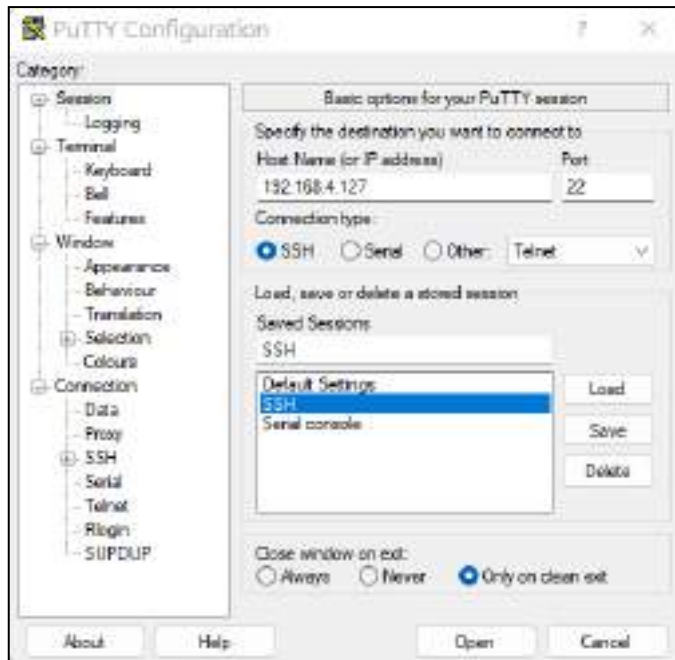 PuTTY Configuration ? ×
Category:
Session
Logging
Terminal
Keyboard
Bell
Features
Window
Appearance
Behaviour
Translation
Selection
Colours
Connection
Data
Proxy
SSH
Serial
Telnet
Rlogin
SUPDUP
Basic options for your PuTTY session
Specify the destination you want to connect to
Host Name (or IP address) Port
192.168.4.127 22
Connection type:
SSH Serial Other: Telnet
Load, save or delete a stored session
Saved Sessions
SSH
Default Settings
SSH
Serial console
Load
Save
Delete
Close window on exit:
Always Never Only on clean exit
About Help Open Cancel